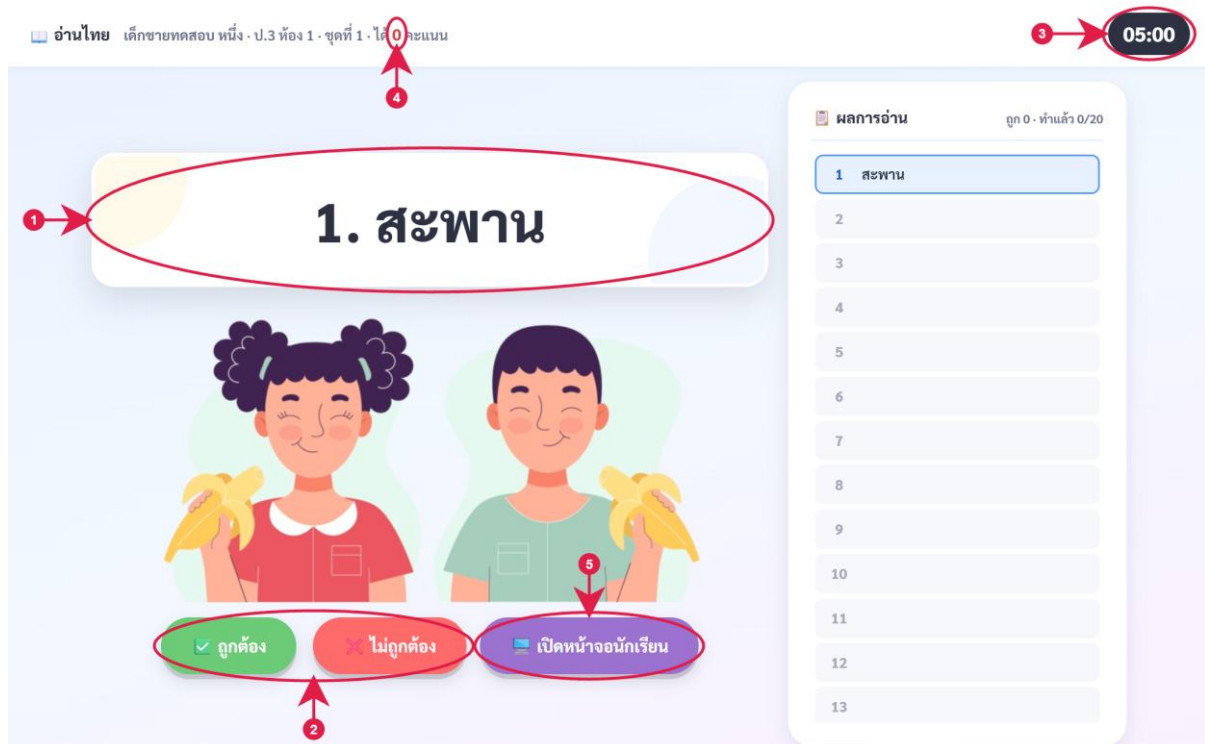 📖 อ่านไทย เด็กชายทดสอบ หนึ่ง · ป.3 ห้อง 1 · ชุดที่ 1 · ได้ 0 คะแนน
3
05:00
4
📋 ผลการอ่าน
ถูก 0 · ทำแล้ว 0/20
1 สะพาน
1
1. สะพาน
2
3
4
5
6
7
8
9
10
11
12
13
5
✅ ถูกต้อง
❌ ไม่ถูกต้อง
💻 เปิดหน้าจอนักเรียน
2